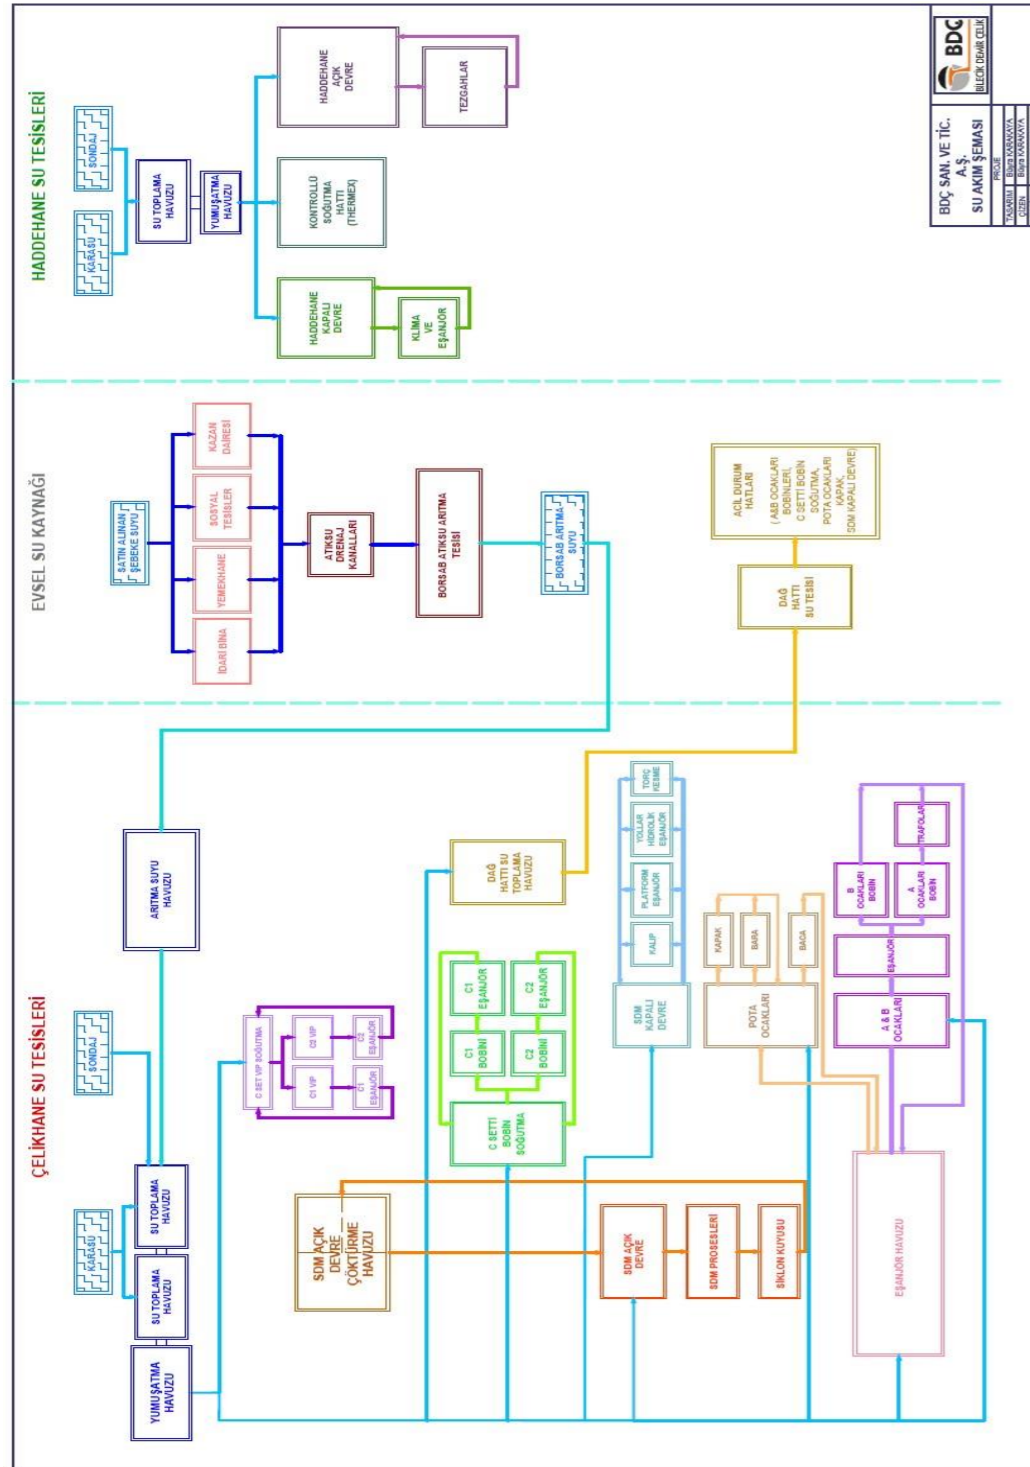 ÇELİKHANE SU TESİSLERİ
KARASU
SONDAJ
YUMUŞATMA
HAVUZU
SU TOPLAMA
HAVUZU
SU TOPLAMA
HAVUZU
ARITMA SUYU
HAVUZU
C SET VIP SOĞUTMA
C1 VIP
C2 VIP
C1
EŞANJÖR
C2
EŞANJÖR
SDM AÇIK
DEVRE
ÇÖKTÜRME
HAVUZU
C SETTİ
BOBİN
SOĞUTMA
C1
BOBİNİ
C2
BOBİNİ
C1
EŞANJÖR
C2
EŞANJÖR
DAĞ
HATTI SU
TOPLAMA
HAVUZU
SDM AÇIK
DEVRE
SDM PROSESLERİ
SİKLON KUYUSU
SDM
KAPALI
DEVRE
KALIP
PLATFORM
EŞANJÖR
YOLLAR
HİDROLİK
EŞANJÖR
TORÇ
KESME
POTA
OCAKLARI
KAPAK
BARA
BACA
EŞANJÖR HAVUZU
A & B
OCAKLARI
EŞANJÖR
B
OCAKLARI
BOBİN
A
OCAKLARI
BOBİN
TRAFOLAR
EVSEL SU KAYNAĞI
SATIN ALINAN
ŞEBEKE SUYU
İDARİ BİNA
YEMEKHANE
SOSYAL
TESİSLER
KAZAN
DAİRESİ
ATIKSU
DRENAJ
KANALLARI
BORSAB ATIKSU ARITMA
TESİSİ
BORSAB ARITMA
SUYU
DAĞ
HATTI
SU TESİSİ
ACİL DURUM
HATLARI
( A&B OCAKLARI
BOBİNLERİ,
C SETTİ BOBİN
SOĞUTMA,
POTA OCAKLARI
KAPAK,
SDM KAPALI DEVRE)
HADDEHANE SU TESİSLERİ
KARASU
SONDAJ
SU TOPLAMA
HAVUZU
YUMUŞATMA
HAVUZU
HADDEHANE
KAPALI
DEVRE
KLİMA
VE
EŞANJÖR
KONTROLLÜ
SOĞUTMA
HATTI
(THERMEX)
HADDEHANE
AÇIK
DEVRE
TEZGAHLAR
BDÇ SAN. VE TİC.
A.Ş.
SU AKIM ŞEMASI
BDÇ
BİLECİK DEMİR ÇELİK
PROJE
TASARIM Büşra KARAKAYA
ÇİZEN Büşra KARAKAYA